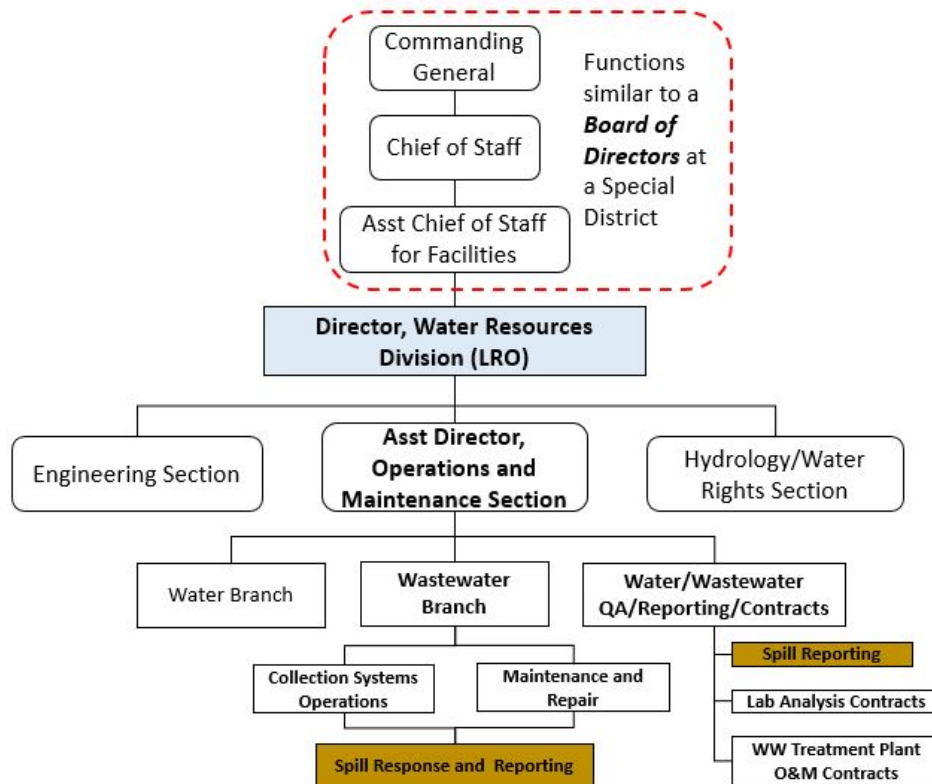 Commanding
General
Functions
similar to a
Board of
Directors at
a Special
District
Chief of Staff
Asst Chief of Staff
for Facilities
Director, Water Resources
Division (LRO)
Engineering Section
Asst Director,
Operations and
Maintenance Section
Hydrology/Water
Rights Section
Water Branch
Wastewater
Branch
Water/Wastewater
QA/Reporting/Contracts
Collection Systems
Operations
Maintenance and
Repair
Spill Response and Reporting
Spill Reporting
Lab Analysis Contracts
WW Treatment Plant
O&M Contracts